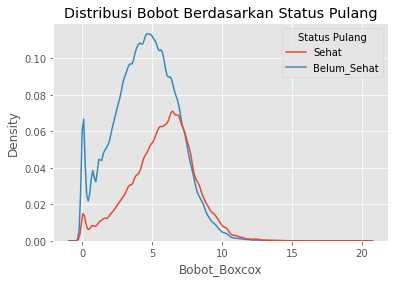 Distribusi Bobot Berdasarkan Status Pulang
Status Pulang
Sehat
Belum_Sehat
Density
0.10
0.08
0.06
0.04
0.02
0.00
0
5
10
15
20
Bobot_Boxcox